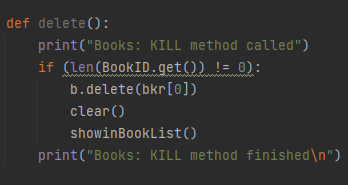 def delete():
    print("Books: KILL method called")
    if (len(BookID.get()) != 0):
        b.delete(bkr[0])
        clear()
        showinBookList()
    print("Books: KILL method finished\n")